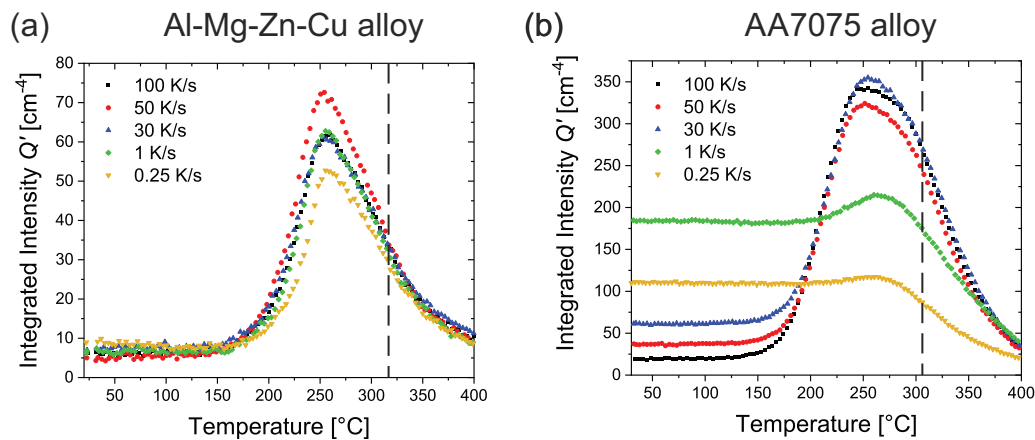 (a) Al-Mg-Zn-Cu alloy
Integrated Intensity Q′ [cm⁻⁴]
80
70
60
50
40
30
20
10
0
100 K/s
50 K/s
30 K/s
1 K/s
0.25 K/s
50 100 150 200 250 300 350 400
Temperature [°C]
(b) AA7075 alloy
Integrated Intensity Q′ [cm⁻⁴]
350
300
250
200
150
100
50
0
100 K/s
50 K/s
30 K/s
1 K/s
0.25 K/s
50 100 150 200 250 300 350 400
Temperature [°C]